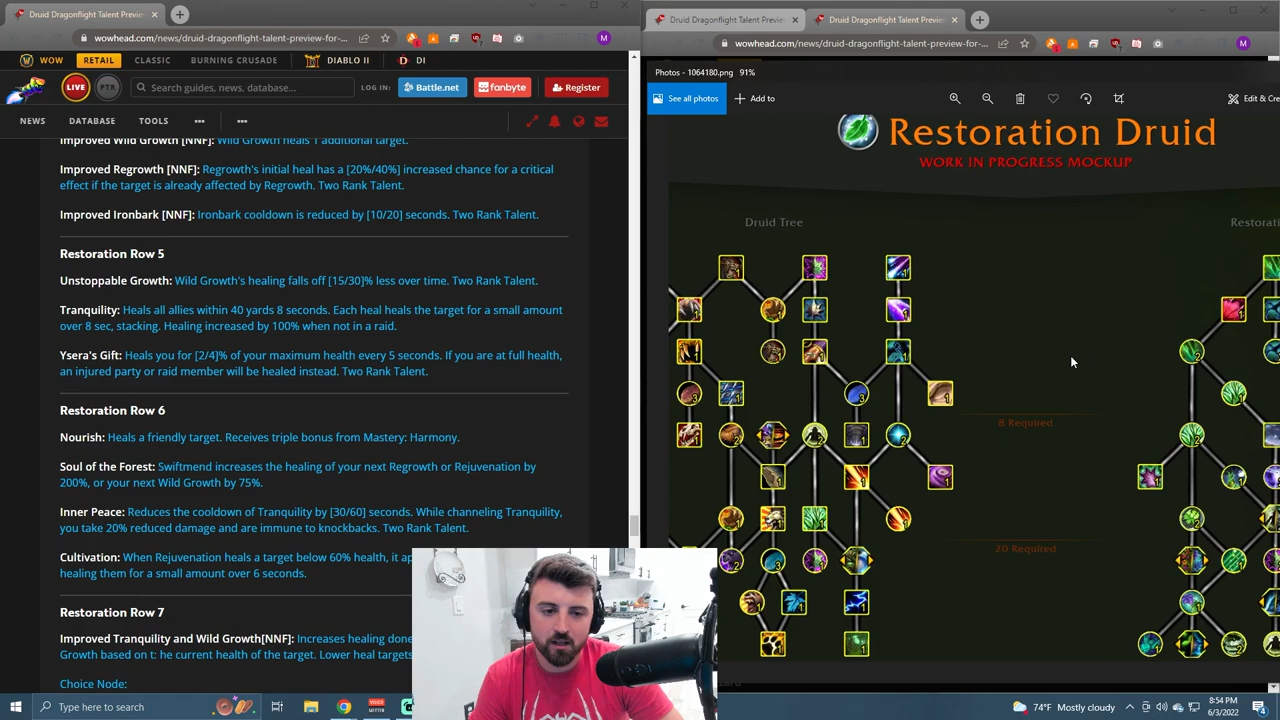 Druid Dragonflight Talent Preview
wowhead.com/news/druid-dragonflight-talent-preview-for-...
M
WOW
RETAIL
CLASSIC
BURNING CRUSADE
DIABLO II
DI
LIVE
PTR
Search guides, news, database...
LOG IN:
Battle.net
fanbyte
Register
NEWS
DATABASE
TOOLS
Improved Wild Growth [NNF]: Wild Growth heals 1 additional target.
Improved Regrowth [NNF]: Regrowth's initial heal has a [20%/40%] increased chance for a critical
effect if the target is already affected by Regrowth. Two Rank Talent.
Improved Ironbark [NNF]: Ironbark cooldown is reduced by [10/20] seconds. Two Rank Talent.
Restoration Row 5
Unstoppable Growth: Wild Growth's healing falls off [15/30]% less over time. Two Rank Talent.
Tranquility: Heals all allies within 40 yards 8 seconds. Each heal heals the target for a small amount
over 8 sec, stacking. Healing increased by 100% when not in a raid.
Ysera's Gift: Heals you for [2/4]% of your maximum health every 5 seconds. If you are at full health,
an injured party or raid member will be healed instead. Two Rank Talent.
Restoration Row 6
Nourish: Heals a friendly target. Receives triple bonus from Mastery: Harmony.
Soul of the Forest: Swiftmend increases the healing of your next Regrowth or Rejuvenation by
200%, or your next Wild Growth by 75%.
Inner Peace: Reduces the cooldown of Tranquility by [30/60] seconds. While channeling Tranquility,
you take 20% reduced damage and are immune to knockbacks. Two Rank Talent.
Cultivation: When Rejuvenation heals a target below 60% health, it ap
healing them for a small amount over 6 seconds.
Restoration Row 7
Improved Tranquility and Wild Growth[NNF]: Increases healing done
Growth based on the current health of the target. Lower heal targets
Choice Node:
Type here to search
Druid Dragonflight Talent Preview
Druid Dragonflight Talent Preview
wowhead.com/news/druid-dragonflight-talent-preview-for-...
M
Photos - 1064180.png 91%
See all photos
Add to
Edit & Cre
Restoration Druid
WORK IN PROGRESS MOCKUP
Druid Tree
Restorati
8 Required
20 Required
74°F Mostly cloudy
8:54 PM
6/3/2022